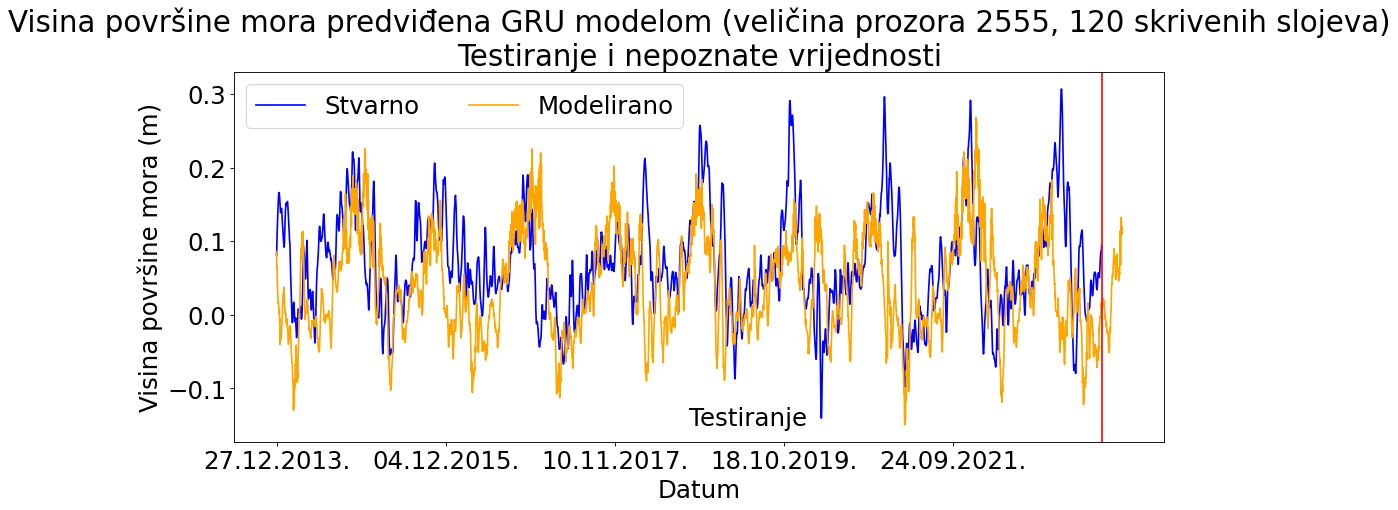 Visina površine mora predviđena GRU modelom (veličina prozora 2555, 120 skrivenih slojeva)
Testiranje i nepoznate vrijednosti
Stvarno Modelirano
Visina površine mora (m)
0.3
0.2
0.1
0.0
−0.1
Testiranje
27.12.2013. 04.12.2015. 10.11.2017. 18.10.2019. 24.09.2021.
Datum